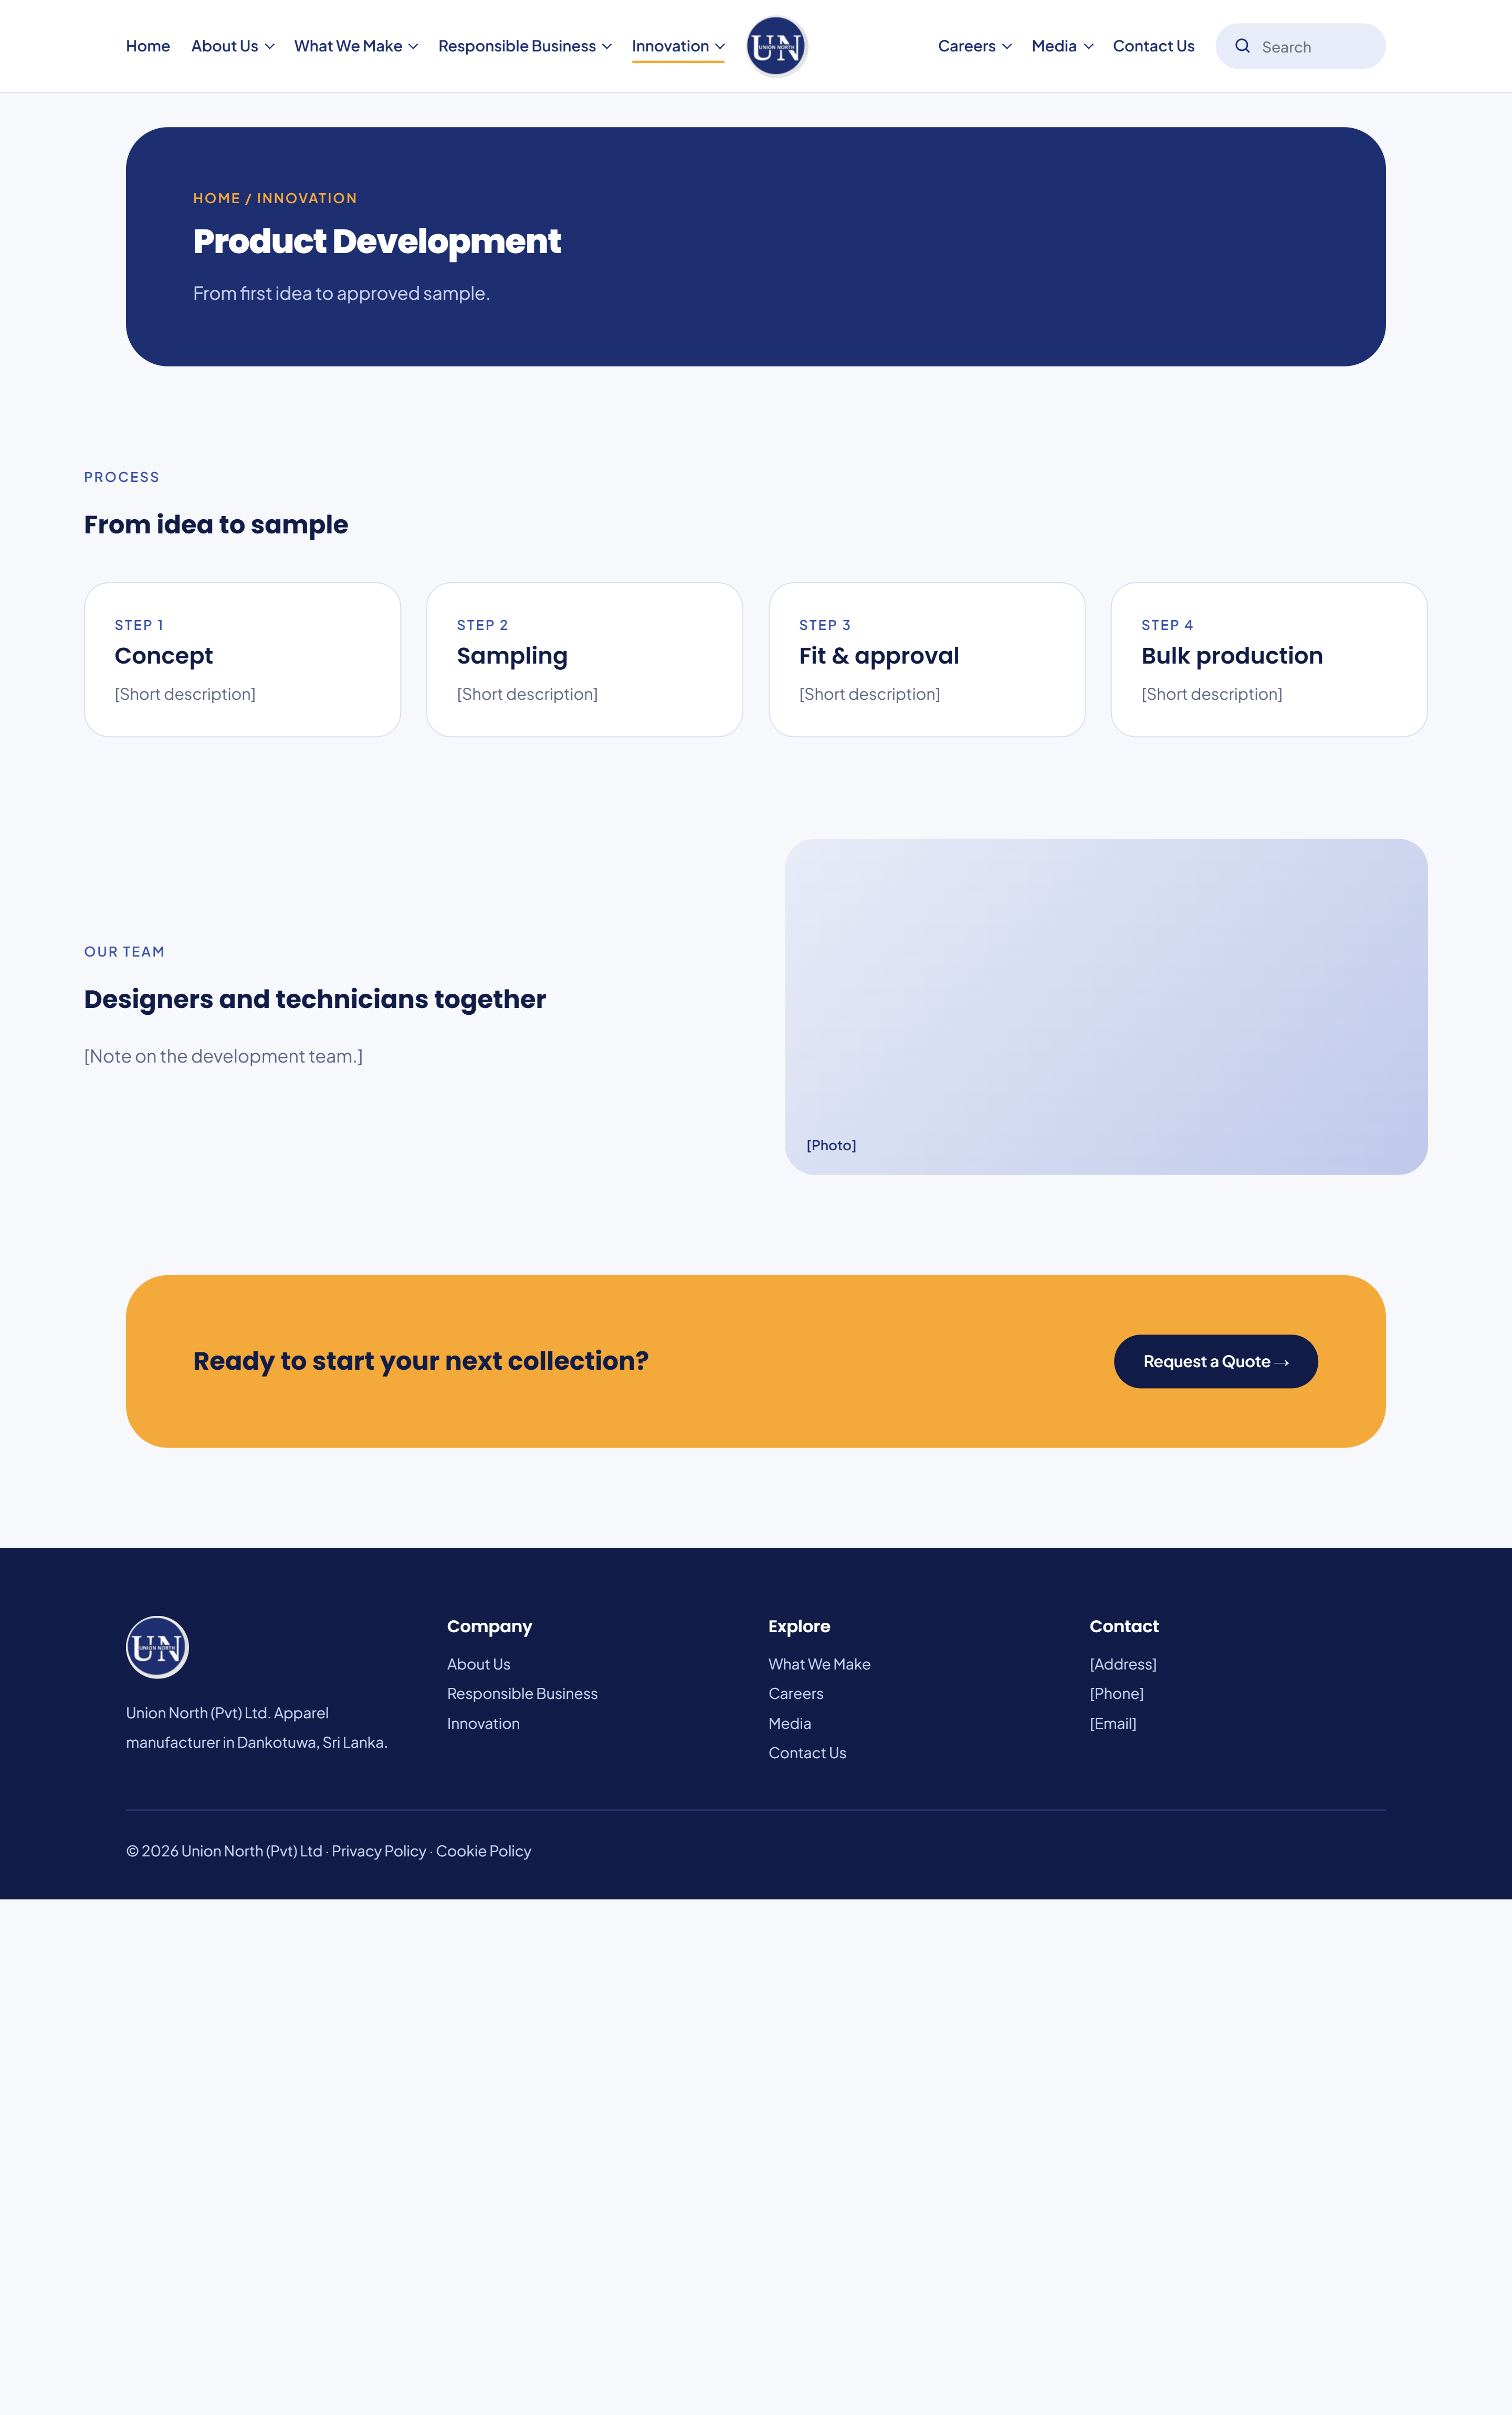 Home About Us What We Make Responsible Business Innovation UN UNION NORTH Careers Media Contact Us Search
HOME / INNOVATION
Product Development
From first idea to approved sample.
PROCESS
From idea to sample
STEP 1
Concept
[Short description]
STEP 2
Sampling
[Short description]
STEP 3
Fit & approval
[Short description]
STEP 4
Bulk production
[Short description]
OUR TEAM
Designers and technicians together
[Note on the development team.]
[Photo]
Ready to start your next collection?
Request a Quote →
UN UNION NORTH
Union North (Pvt) Ltd. Apparel
manufacturer in Dankotuwa, Sri Lanka.
Company
About Us
Responsible Business
Innovation
Explore
What We Make
Careers
Media
Contact Us
Contact
[Address]
[Phone]
[Email]
© 2026 Union North (Pvt) Ltd · Privacy Policy · Cookie Policy